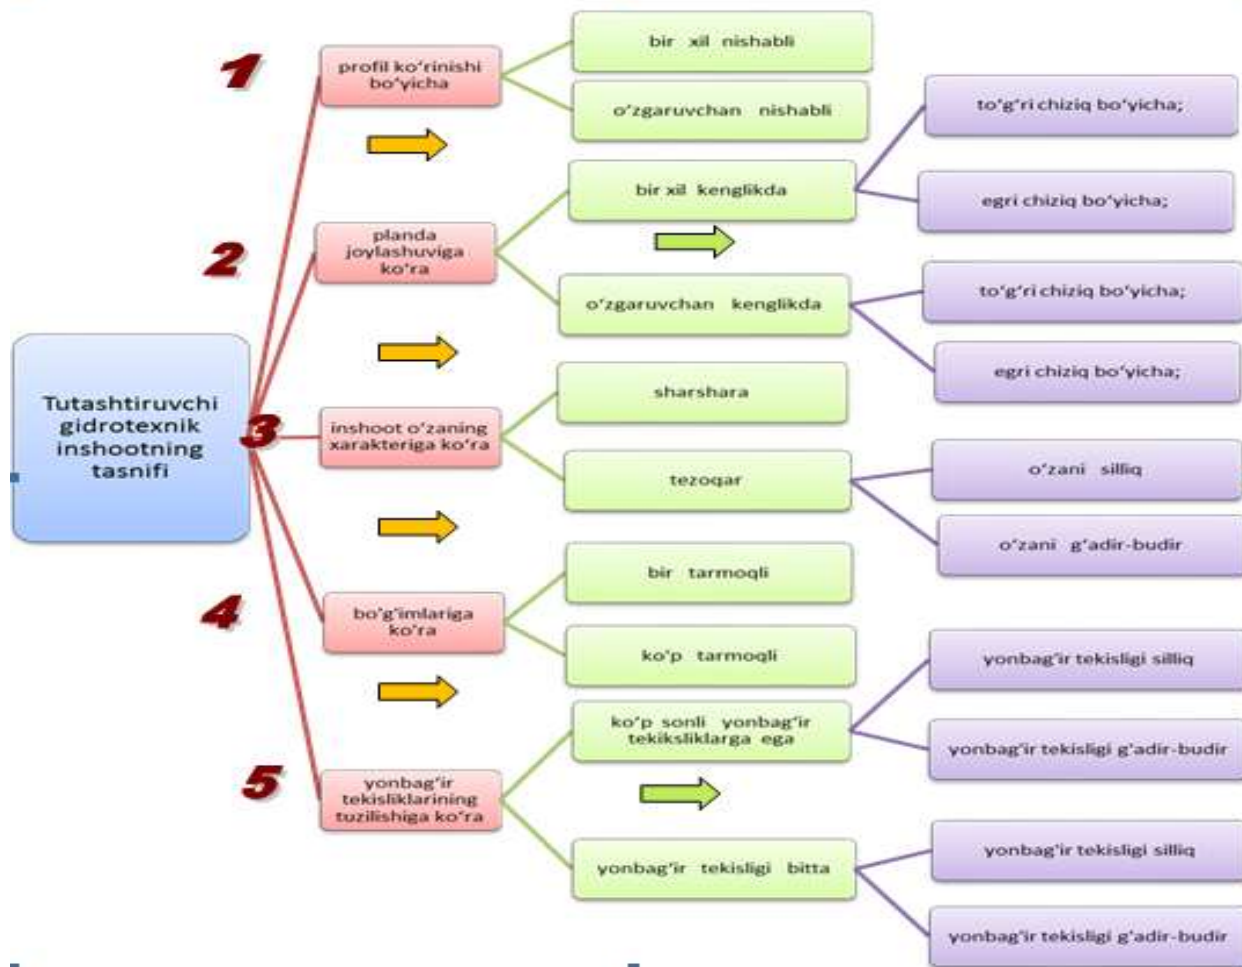 Tutashtiruvchi
gidrotexnik
inshootning
tasnifi
1
profil ko‘rinishi
bo‘yicha
bir xil nishabli
o‘zgaruvchan nishabli
2
planda
joylashuviga
ko‘ra
bir xil kenglikda
to‘g‘ri chiziq bo‘yicha;
egri chiziq bo‘yicha;
o‘zgaruvchan kenglikda
to‘g‘ri chiziq bo‘yicha;
egri chiziq bo‘yicha;
3
inshoot o‘zaning
xarakteriga ko‘ra
sharshara
tezoqar
o‘zani silliq
o‘zani g‘adir-budir
4
bo‘g‘imlariga
ko‘ra
bir tarmoqli
ko‘p tarmoqli
5
yonbag‘ir
tekisliklarining
tuzilishiga ko‘ra
ko‘p sonli yonbag‘ir
tekiksliklarga ega
yonbag‘ir tekisligi silliq
yonbag‘ir tekisligi g‘adir-budir
yonbag‘ir tekisligi bitta
yonbag‘ir tekisligi silliq
yonbag‘ir tekisligi g‘adir-budir